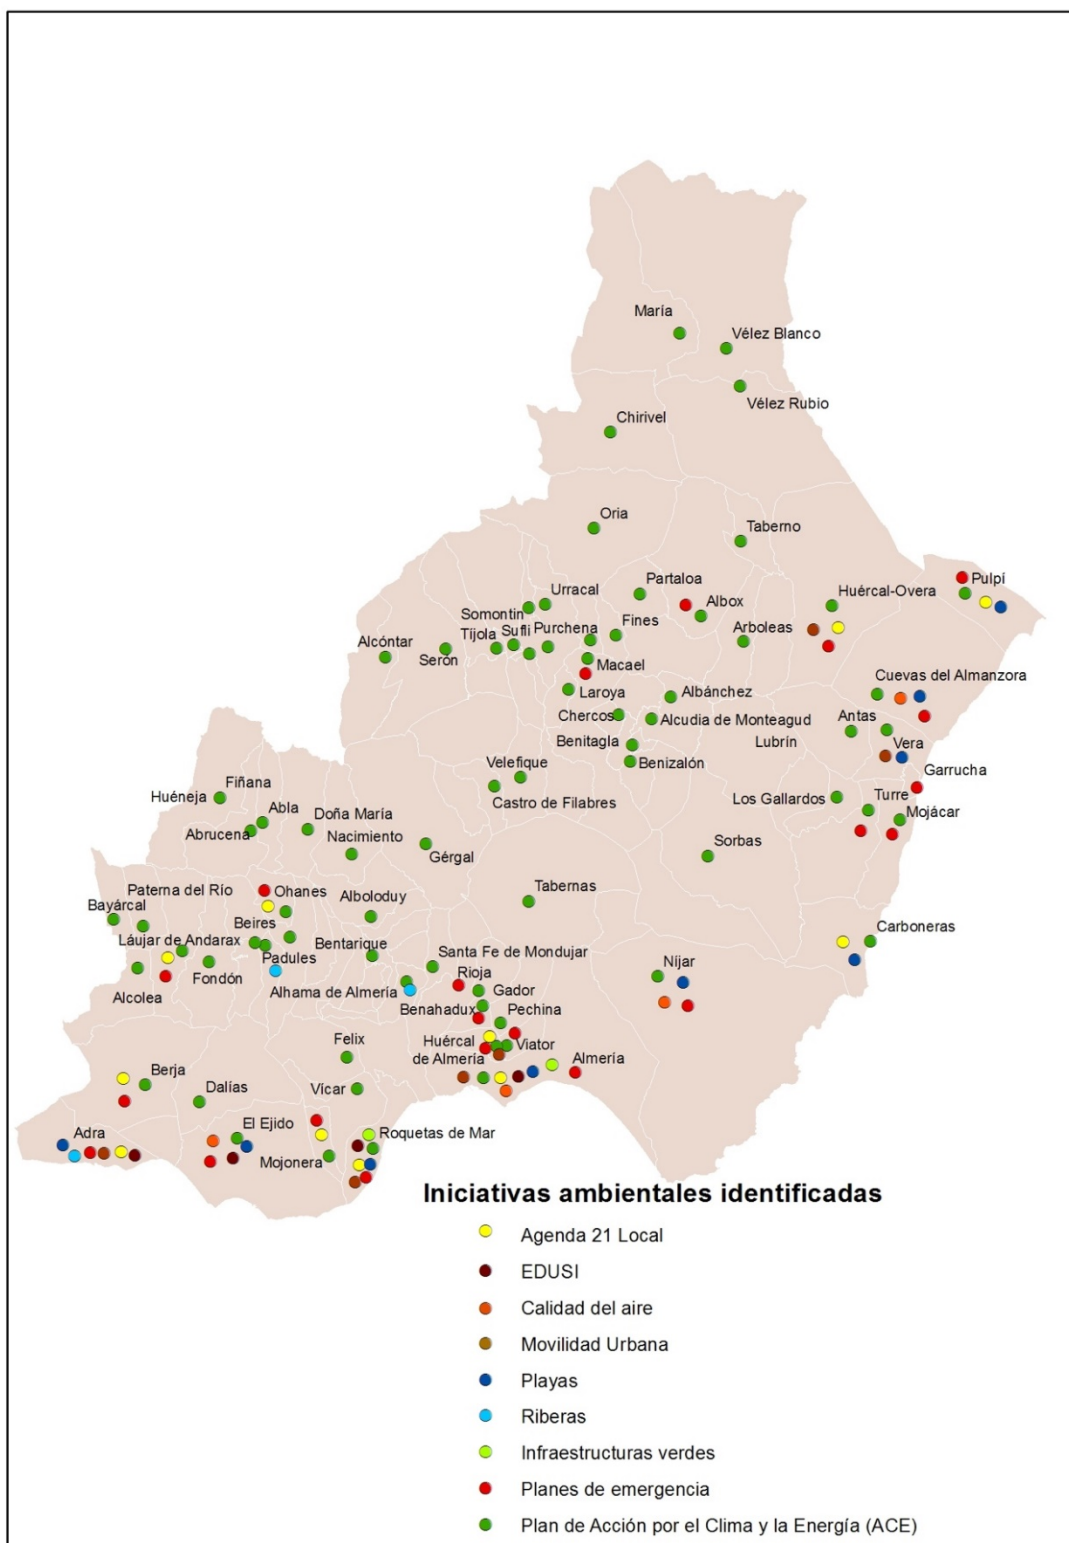 María
Vélez Blanco
Vélez Rubio
Chirivel
Oria
Taberno
Partaloa
Pulpí
Urracal
Huércal-Overa
Somontin
Albox
Fines
Tíjola
Sufli
Purchena
Arboleas
Alcóntar
Serón
Macael
Cuevas del Almanzora
Laroya
Albánchez
Chercos
Alcudia de Monteagud
Antas
Lubrín
Benitagla
Vera
Benizalón
Velefique
Garrucha
Fiñana
Huéneja
Castro de Filabres
Los Gallardos
Turre
Abla
Doña María
Mojácar
Abrucena
Nacimiento
Gérgal
Sorbas
Paterna del Río
Ohanes
Alboloduy
Tabernas
Bayárcal
Beires
Carboneras
Láujar de Andarax
Bentarique
Santa Fe de Mondujar
Padules
Níjar
Fondón
Rioja
Alcolea
Alhama de Almería
Gador
Benahadux
Pechina
Felix
Huércal
de Almería
Viator
Almería
Berja
Dalías
Vícar
El Ejido
Adra
Roquetas de Mar
Mojonera
Iniciativas ambientales identificadas
Agenda 21 Local
EDUSI
Calidad del aire
Movilidad Urbana
Playas
Riberas
Infraestructuras verdes
Planes de emergencia
Plan de Acción por el Clima y la Energía (ACE)